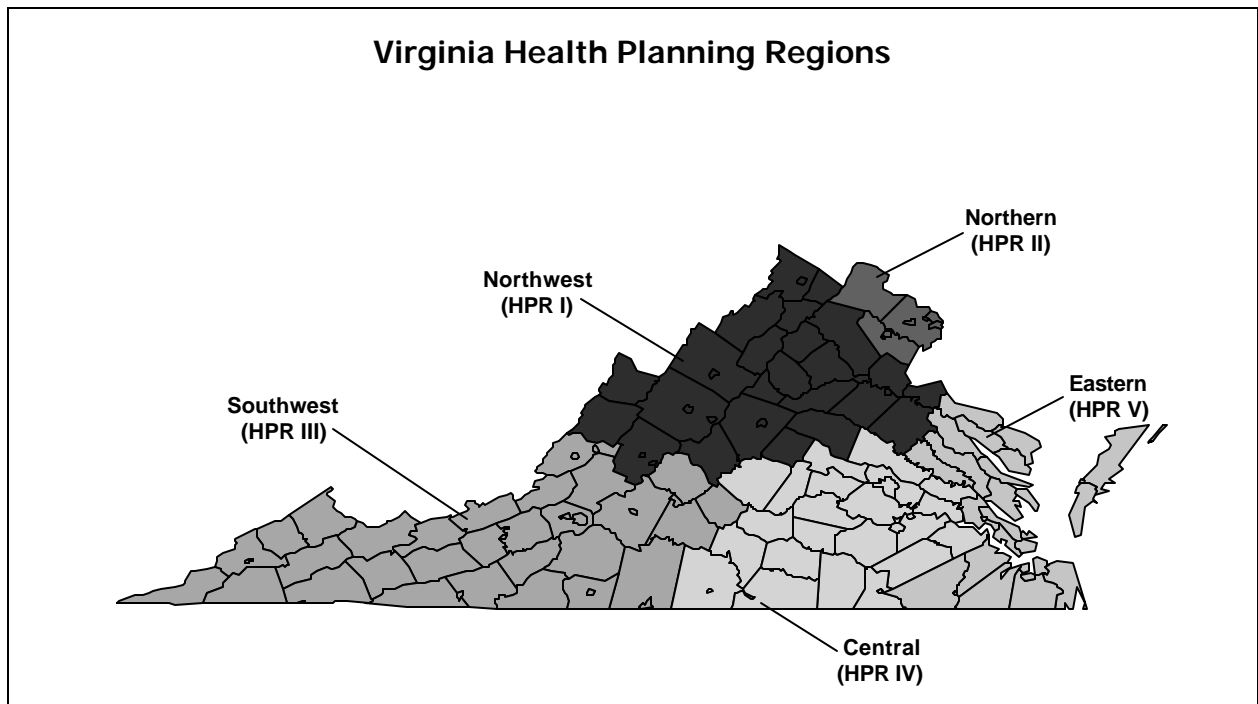 Virginia Health Planning Regions
Northern
(HPR II)
Northwest
(HPR I)
Eastern
(HPR V)
Southwest
(HPR III)
Central
(HPR IV)